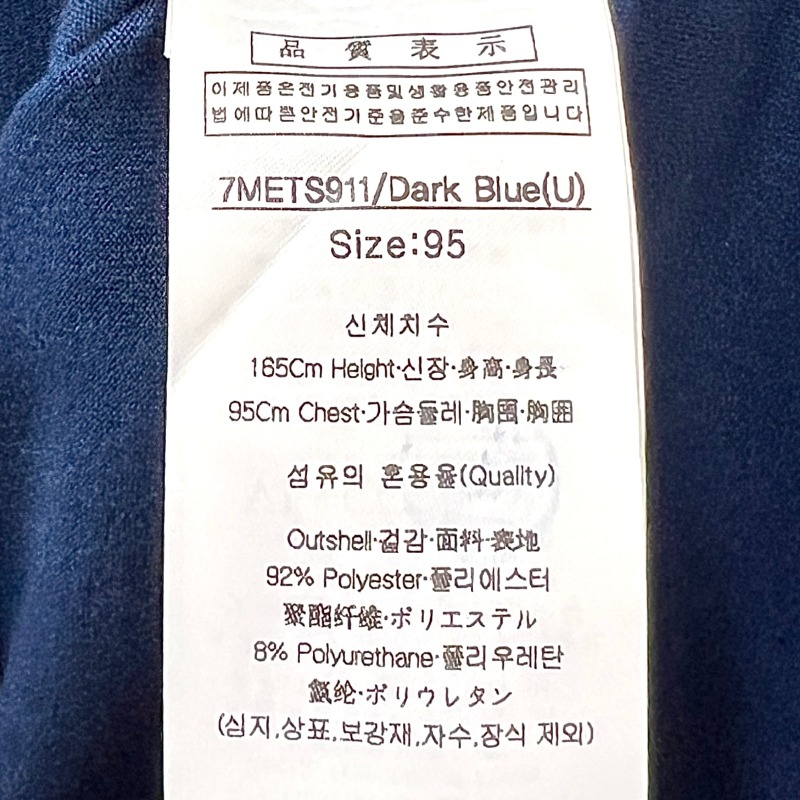 品質表示
이제품은전기용품및생활용품안전관리
법에따른안전기준을준수한제품입니다
7METS911/Dark Blue(U)
Size:95
신체치수
165Cm Height·신장·身高·身長
95Cm Chest·가슴둘레·胸围·胸囲
섬유의 혼용율(Quality)
Outshell·겉감·面料·表地
92% Polyester·폴리에스터
聚酯纤维·ポリエステル
8% Polyurethane·폴리우레탄
氨纶·ポリウレタン
(심지,상표,보강재,자수,장식 제외)